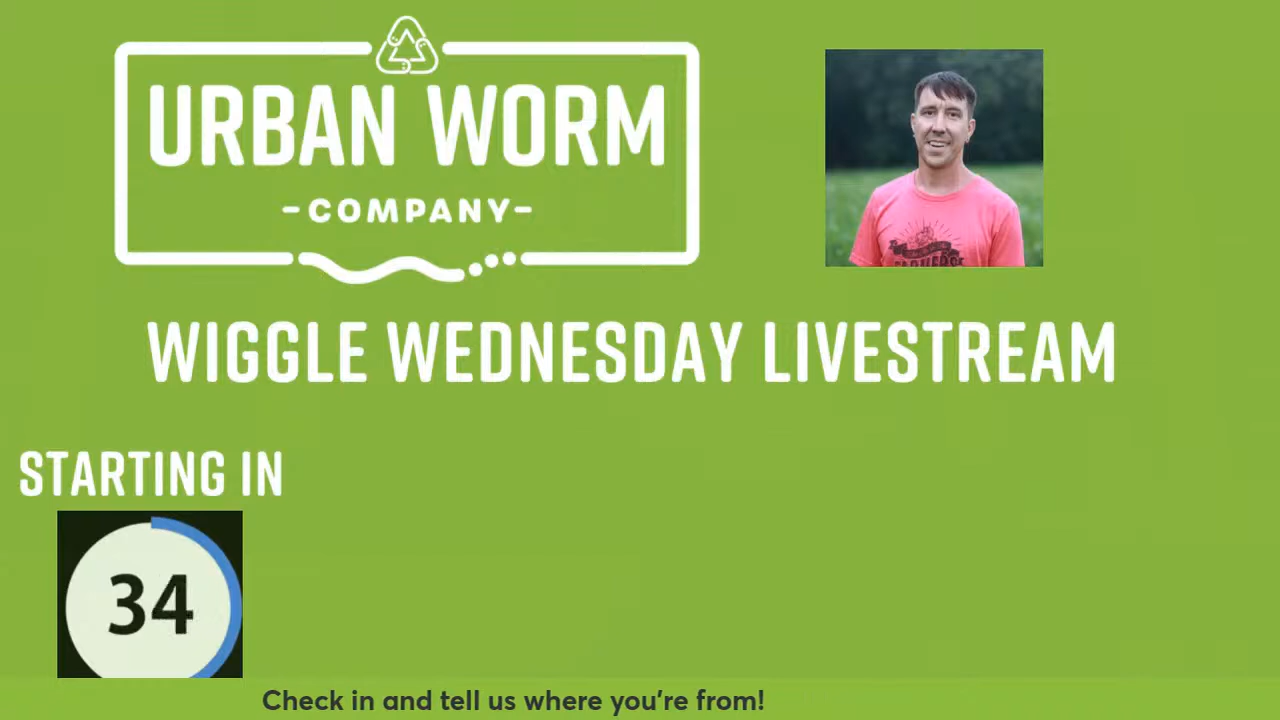 URBAN WORM
-COMPANY-
WIGGLE WEDNESDAY LIVESTREAM
STARTING IN
34
Check in and tell us where you're from!